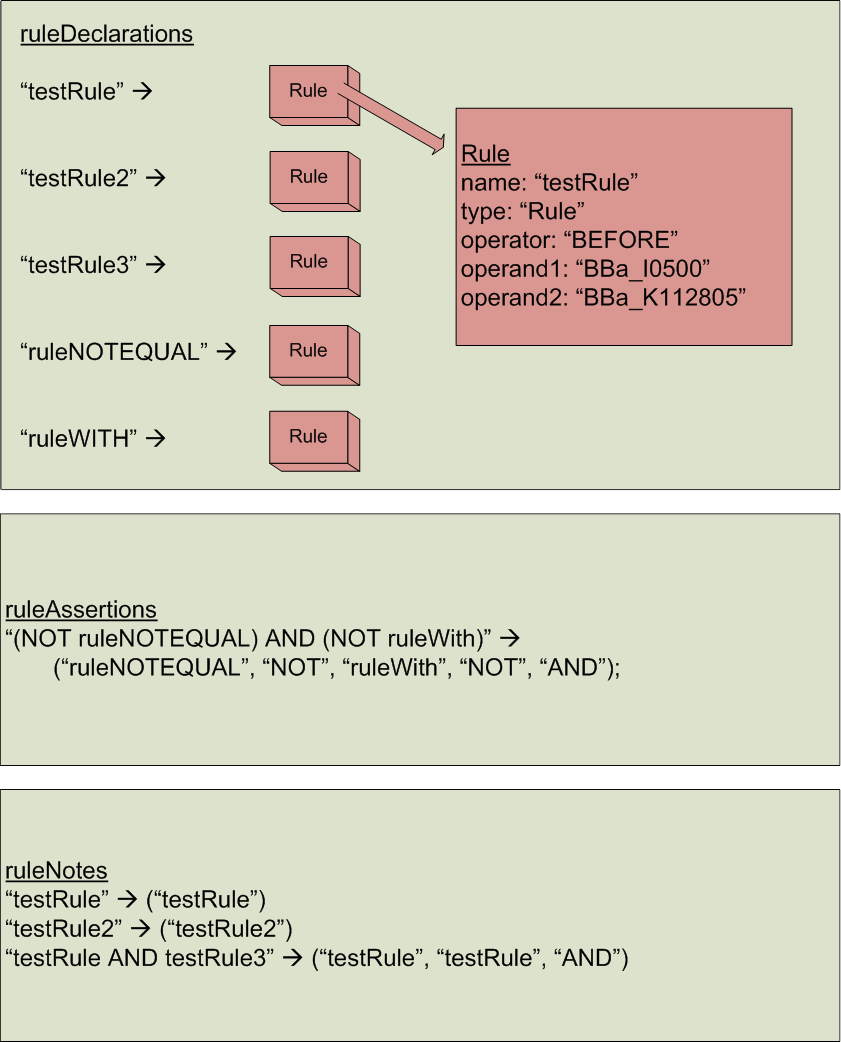 ruleDeclarations
“testRule” → Rule
“testRule2” → Rule
“testRule3” → Rule
“ruleNOTEQUAL” → Rule
“ruleWITH” → Rule
Rule
name: “testRule”
type: “Rule”
operator: “BEFORE”
operand1: “BBa_I0500”
operand2: “BBa_K112805”
ruleAssertions
“(NOT ruleNOTEQUAL) AND (NOT ruleWith)” →
(“ruleNOTEQUAL”, “NOT”, “ruleWith”, “NOT”, “AND”);
ruleNotes
“testRule” → (“testRule”)
“testRule2” → (“testRule2”)
“testRule AND testRule3” → (“testRule”, “testRule”, “AND”)